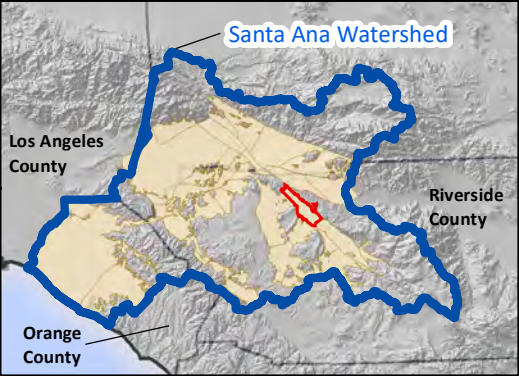 Santa Ana Watershed
Los Angeles
County
Riverside
County
Orange
County